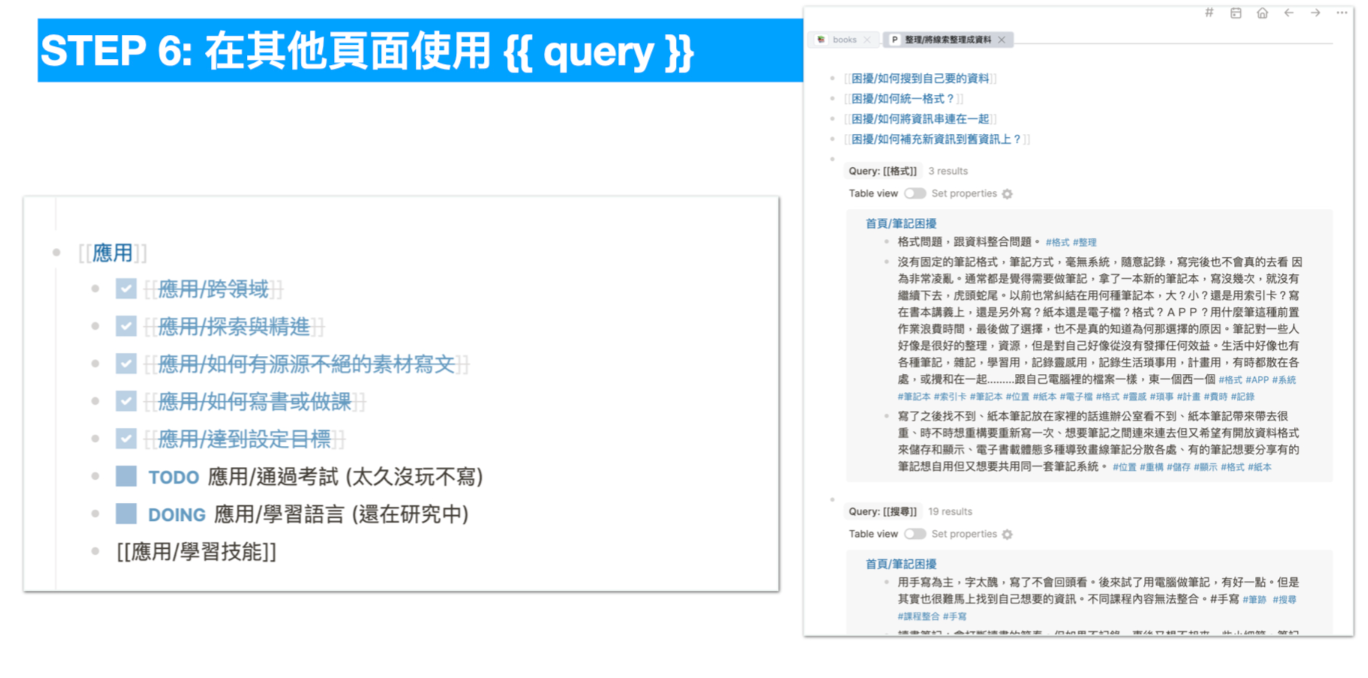 STEP 6: 在其他頁面使用 {{ query }}
[[應用]]
[[應用/跨領域]]
[[應用/探索與精進]]
[[應用/如何有源源不絕的素材寫文]]
[[應用/如何寫書或做課]]
[[應用/達到設定目標]]
TODO 應用/通過考試 (太久沒玩不寫)
DOING 應用/學習語言 (還在研究中)
[[應用/學習技能]]
books
P 整理/將線索整理成資料
[[困擾/如何搜到自己要的資料]]
[[困擾/如何統一格式？]]
[[困擾/如何將資訊串連在一起]]
[[困擾/如何補充新資訊到舊資訊上？]]
Query: [[格式]] 3 results
Table view Set properties
首頁/筆記困擾
格式問題，跟資料整合問題。 #格式 #整理
沒有固定的筆記格式，筆記方式，毫無系統，隨意記錄，寫完後也不會真的去看 因
為非常凌亂。通常都是覺得需要做筆記，拿了一本新的筆記本，寫沒幾次，就沒有
繼續下去，虎頭蛇尾。以前也常糾結在用何種筆記本，大？小？還是用索引卡？寫
在書本講義上，還是另外寫？紙本還是電子檔？格式？ＡＰＰ？用什麼筆這種前置
作業浪費時間，最後做了選擇，也不是真的知道為何那選擇的原因。筆記對一些人
好像是很好的整理，資源，但是對自己好像從沒有發揮任何效益。生活中好像也有
各種筆記，雜記，學習用，記錄靈感用，記錄生活瑣事用，計畫用，有時都散在各
處，或攪和在一起.........跟自己電腦裡的檔案一樣，東一個西一個 #格式 #APP #系統
#筆記本 #索引卡 #筆記本 #位置 #紙本 #電子檔 #格式 #靈感 #瑣事 #計畫 #費時 #記錄
寫了之後找不到、紙本筆記放在家裡的話進辦公室看不到、紙本筆記帶來帶去很
重、時不時想重構要重新寫一次、想要筆記之間連來連去但又希望有開放資料格式
來儲存和顯示、電子書載體態多種導致畫線筆記分散各處、有的筆記想要分享有的
筆記想自用但又想要共用同一套筆記系統。 #位置 #重構 #儲存 #顯示 #格式 #紙本
Query: [[搜尋]] 19 results
Table view Set properties
首頁/筆記困擾
用手寫為主，字太醜，寫了不會回頭看。後來試了用電腦做筆記，有好一點。但是
其實也很難馬上找到自己想要的資訊。不同課程內容無法整合。#手寫 #筆跡 #搜尋
#課程整合 #手寫